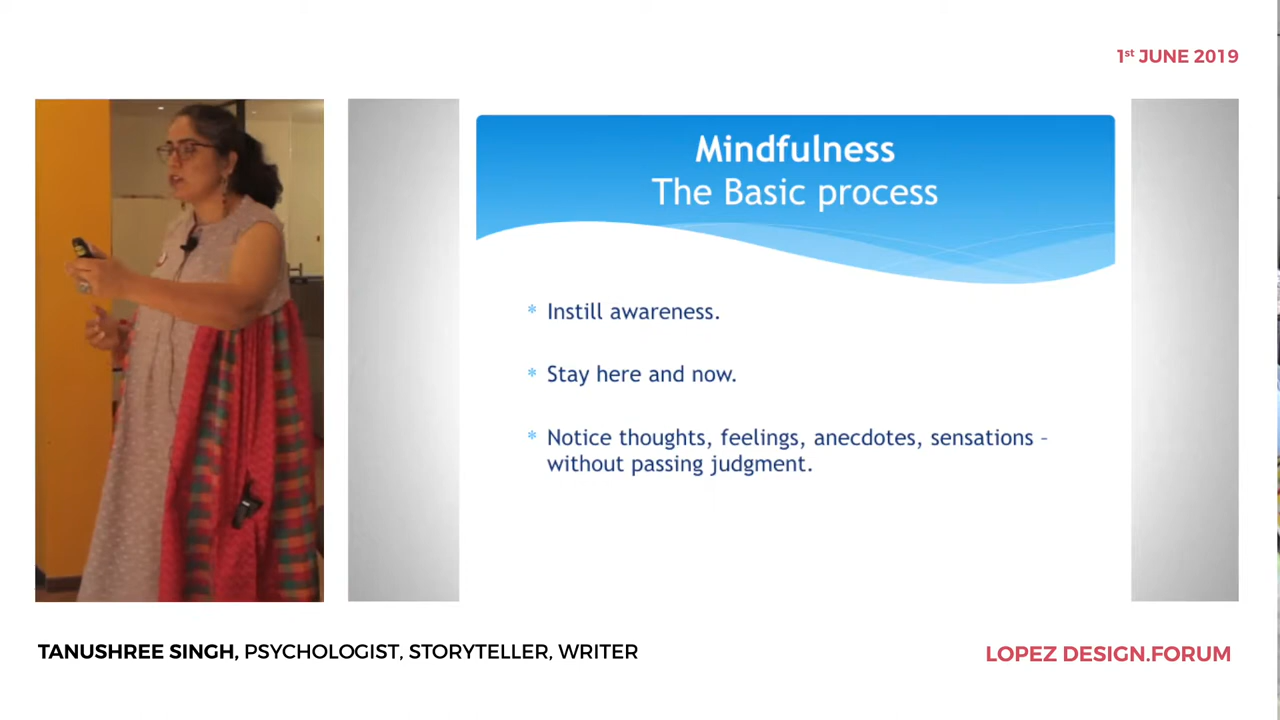 1st JUNE 2019
Mindfulness
The Basic process
* Instill awareness.
* Stay here and now.
* Notice thoughts, feelings, anecdotes, sensations –
without passing judgment.
TANUSHREE SINGH, PSYCHOLOGIST, STORYTELLER, WRITER
LOPEZ DESIGN.FORUM